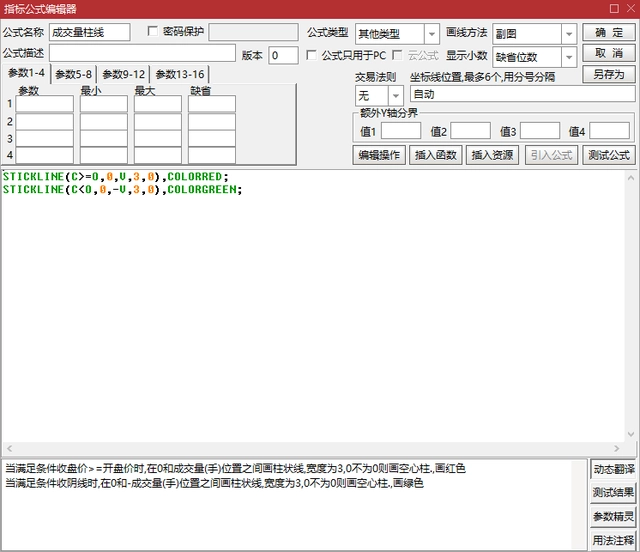 指标公式编辑器
公式名称 成交量柱线 密码保护 公式类型 其他类型 画线方法 副图 确 定
公式描述 版本 0 公式只用于PC 云公式 显示小数 缺省位数 取 消
参数1-4 参数5-8 参数9-12 参数13-16 交易法则 坐标线位置,最多6个,用分号分隔 另存为
参数 最小 最大 缺省 无 自动
1
额外Y轴分界
2 值1 值2 值3 值4
3
4 编辑操作 插入函数 插入资源 引入公式 测试公式
STICKLINE(C>=O,0,V,3,0),COLORRED;
STICKLINE(C<O,0,-V,3,0),COLORGREEN;
当满足条件收盘价>=开盘价时,在0和成交量(手)位置之间画柱状线,宽度为3,0不为0则画空心柱.,画红色
当满足条件收阴线时,在0和-成交量(手)位置之间画柱状线,宽度为3,0不为0则画空心柱.,画绿色
动态翻译
测试结果
参数精灵
用法注释